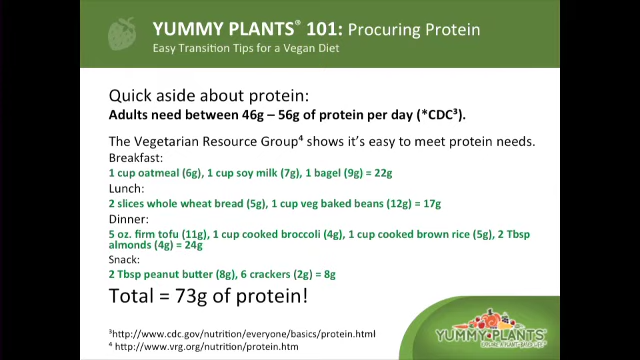 YUMMY PLANTS® 101: Procuring Protein
Easy Transition Tips for a Vegan Diet
Quick aside about protein:
Adults need between 46g – 56g of protein per day (*CDC³).
The Vegetarian Resource Group⁴ shows it's easy to meet protein needs.
Breakfast:
1 cup oatmeal (6g), 1 cup soy milk (7g), 1 bagel (9g) = 22g
Lunch:
2 slices whole wheat bread (5g), 1 cup veg baked beans (12g) = 17g
Dinner:
5 oz. firm tofu (11g), 1 cup cooked broccoli (4g), 1 cup cooked brown rice (5g), 2 Tbsp
almonds (4g) = 24g
Snack:
2 Tbsp peanut butter (8g), 6 crackers (2g) = 8g
Total = 73g of protein!
³http://www.cdc.gov/nutrition/everyone/basics/protein.html
⁴ http://www.vrg.org/nutrition/protein.htm
YUMMY PLANTS